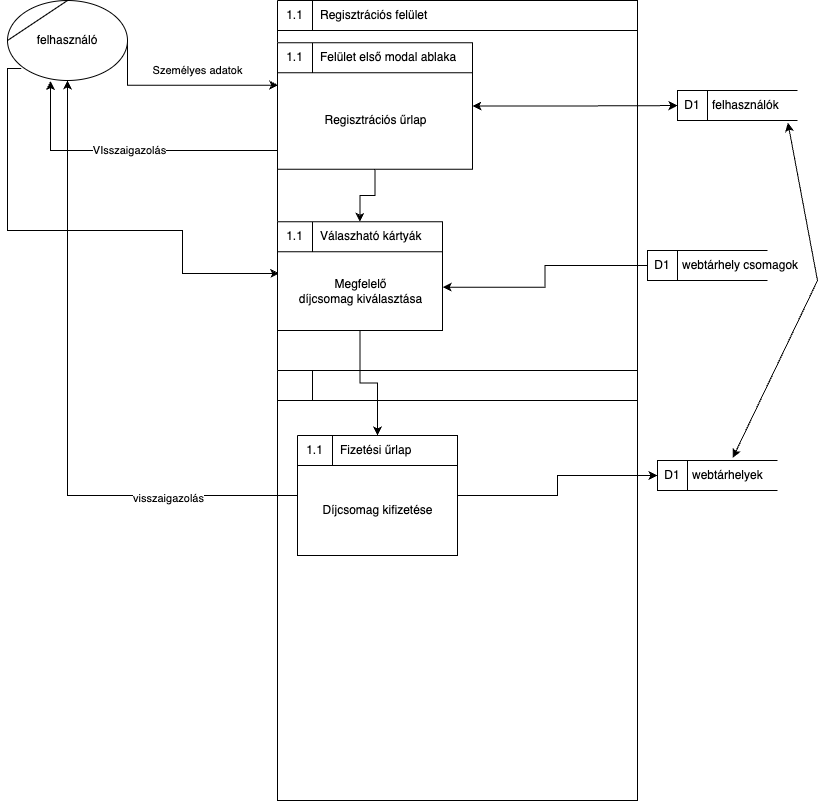 1.1 Regisztrációs felület
felhasználó
1.1 Felület első modal ablaka
Személyes adatok
D1 felhasználók
Regisztrációs űrlap
VIsszaigazolás
1.1 Válaszható kártyák
D1 webtárhely csomagok
Megfelelő
díjcsomag kiválasztása
1.1 Fizetési űrlap
D1 webtárhelyek
visszaigazolás
Díjcsomag kifizetése